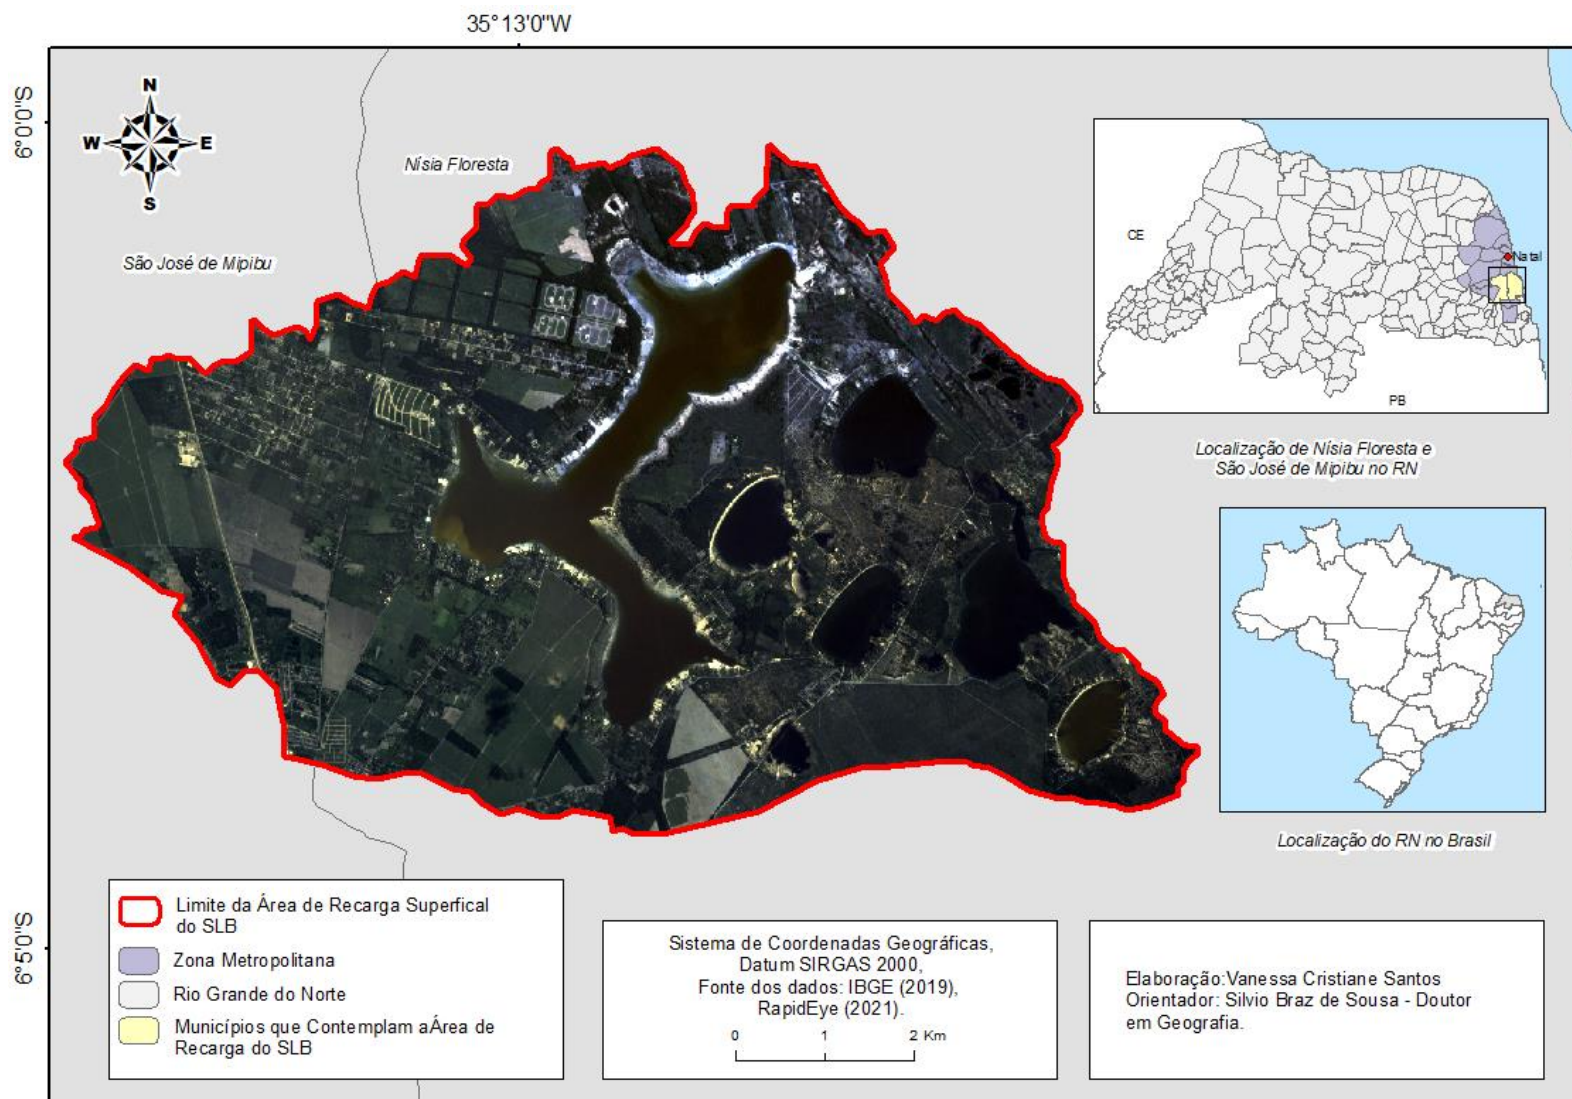 35°13'0"W
6°0'0"S
N
W
E
S
Nísia Floresta
São José de Mipibu
CE
Natal
PB
Localização de Nísia Floresta e
São José de Mipibu no RN
Localização do RN no Brasil
6°5'0"S
Limite da Área de Recarga Superfical
do SLB
Zona Metropolitana
Rio Grande do Norte
Municípios que Contemplam aÁrea de
Recarga do SLB
Sistema de Coordenadas Geográficas,
Datum SIRGAS 2000,
Fonte dos dados: IBGE (2019),
RapidEye (2021).
0 1 2 Km
Elaboração:Vanessa Cristiane Santos
Orientador: Silvio Braz de Sousa - Doutor
em Geografia.